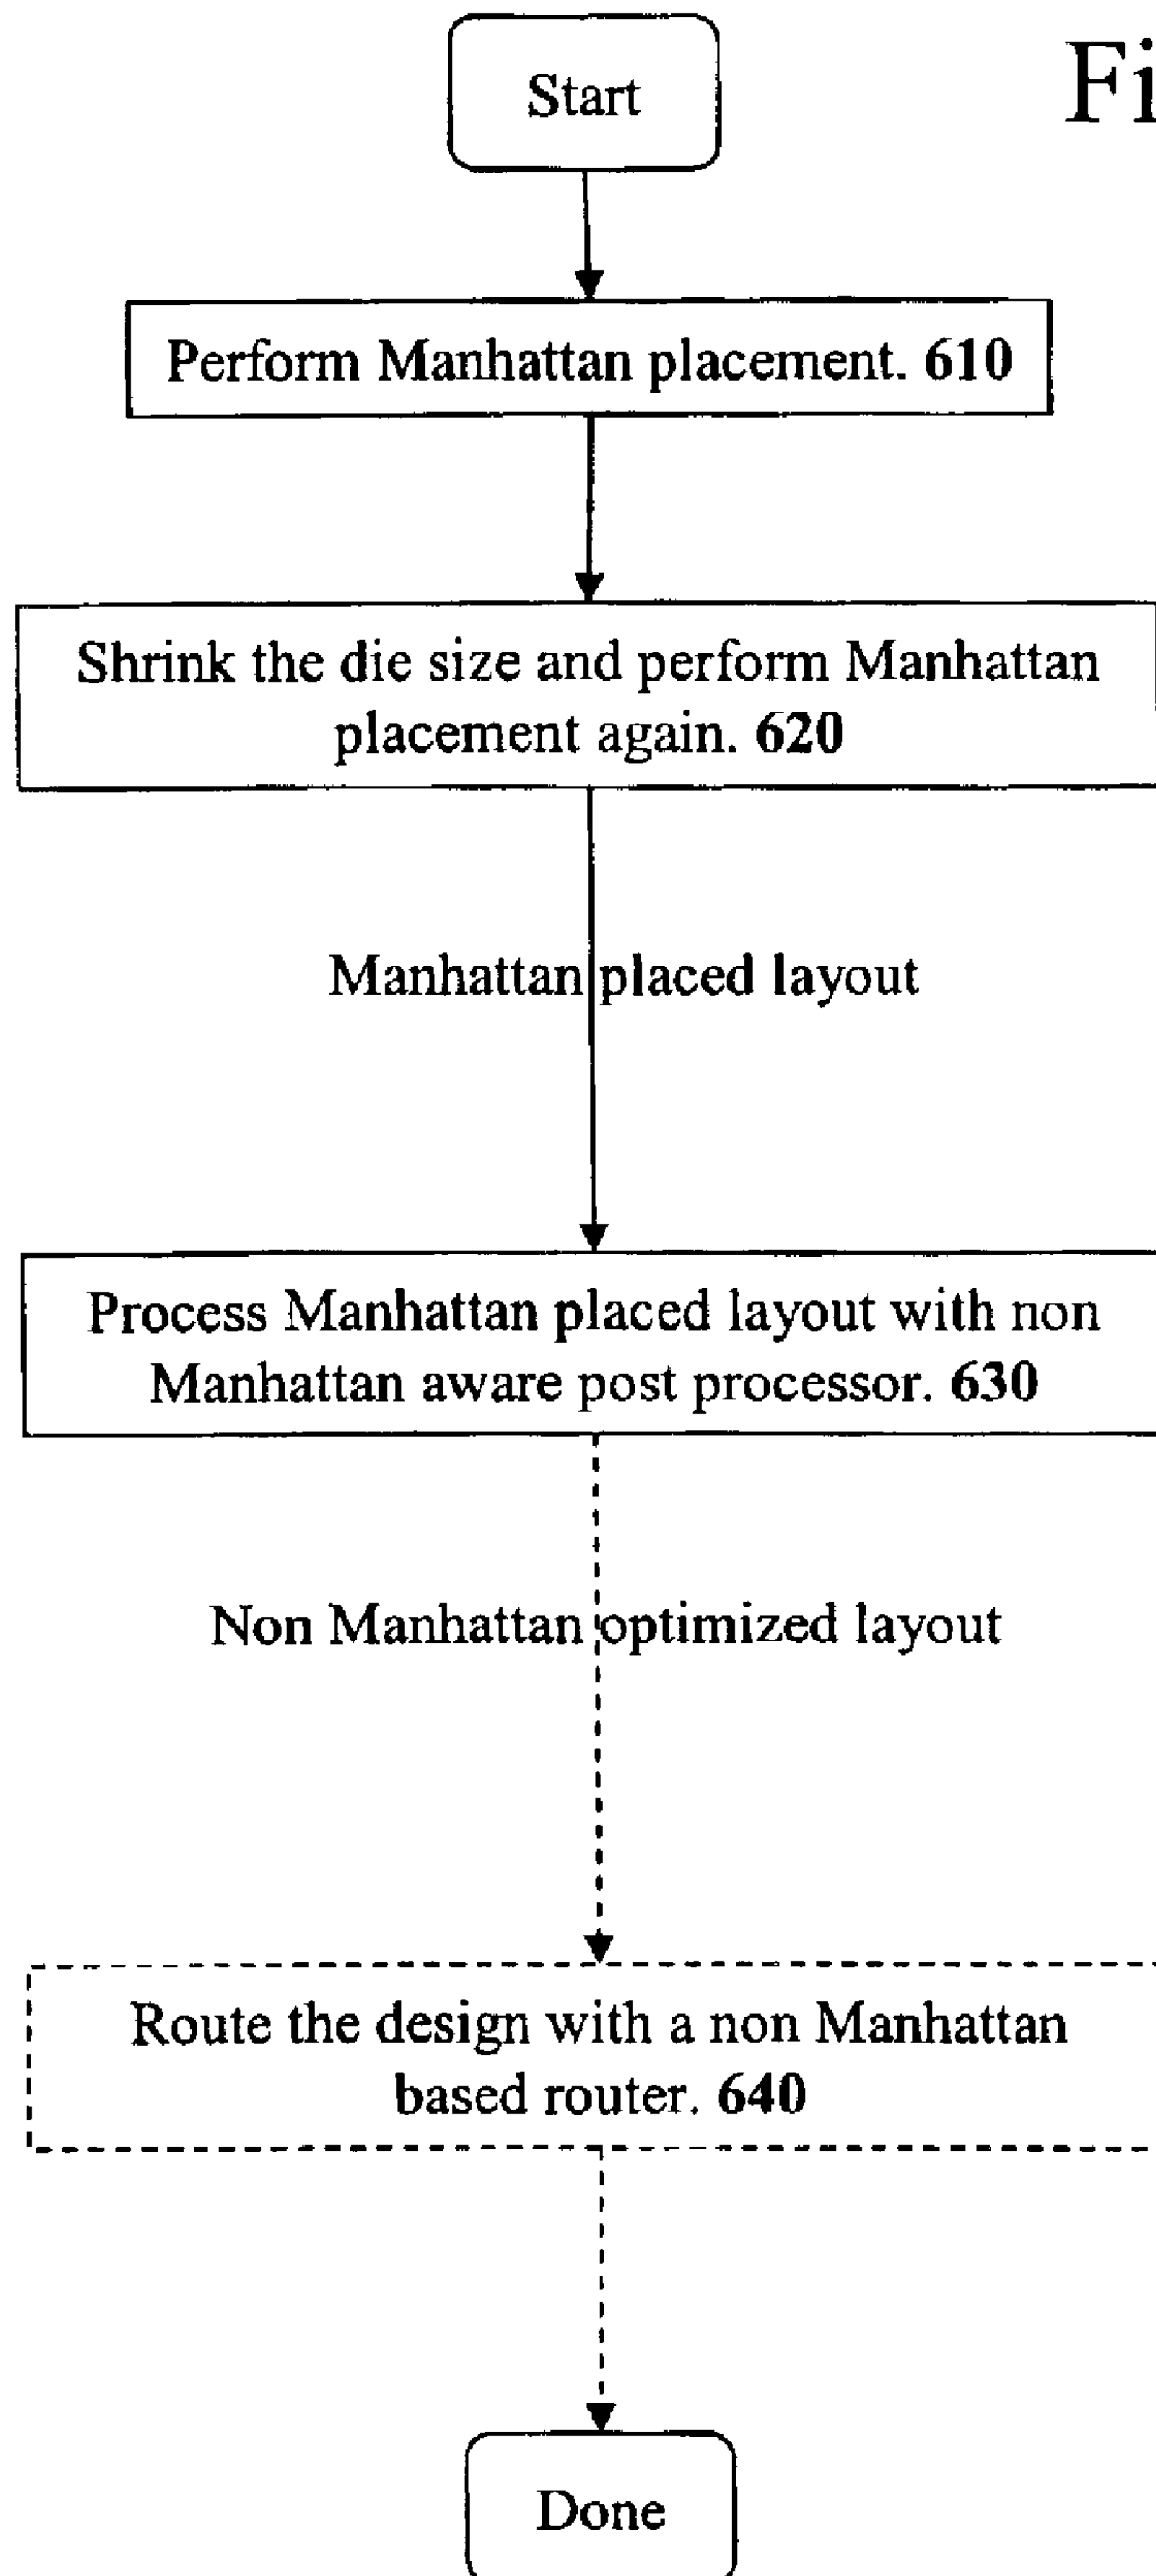 Start
Fi
Perform Manhattan placement. 610
Shrink the die size and perform Manhattan
placement again. 620
Manhattan placed layout
Process Manhattan placed layout with non
Manhattan aware post processor. 630
Non Manhattan optimized layout
Route the design with a non Manhattan
based router. 640
Done